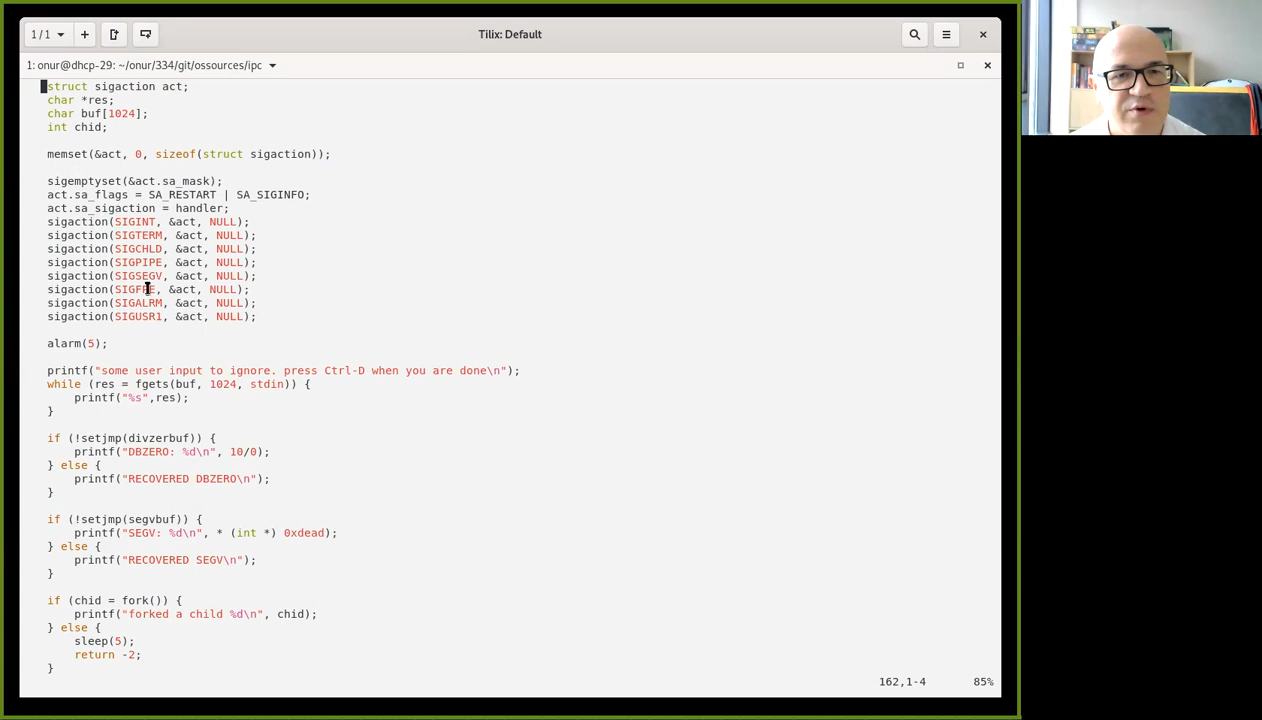 1 / 1
Tilix: Default
1: onur@dhcp-29: ~/onur/334/git/ossources/ipc
struct sigaction act;
char *res;
char buf[1024];
int chid;
memset(&act, 0, sizeof(struct sigaction));
sigemptyset(&act.sa_mask);
act.sa_flags = SA_RESTART | SA_SIGINFO;
act.sa_sigaction = handler;
sigaction(SIGINT, &act, NULL);
sigaction(SIGTERM, &act, NULL);
sigaction(SIGCHLD, &act, NULL);
sigaction(SIGPIPE, &act, NULL);
sigaction(SIGSEGV, &act, NULL);
sigaction(SIGFPE, &act, NULL);
sigaction(SIGALRM, &act, NULL);
sigaction(SIGUSR1, &act, NULL);
alarm(5);
printf("some user input to ignore. press Ctrl-D when you are done\n");
while (res = fgets(buf, 1024, stdin)) {
printf("%s",res);
}
if (!setjmp(divzerbuf)) {
printf("DBZERO: %d\n", 10/0);
} else {
printf("RECOVERED DBZERO\n");
}
if (!setjmp(segvbuf)) {
printf("SEGV: %d\n", * (int *) 0xdead);
} else {
printf("RECOVERED SEGV\n");
}
if (chid = fork()) {
printf("forked a child %d\n", chid);
} else {
sleep(5);
return -2;
}
162,1-4 85%